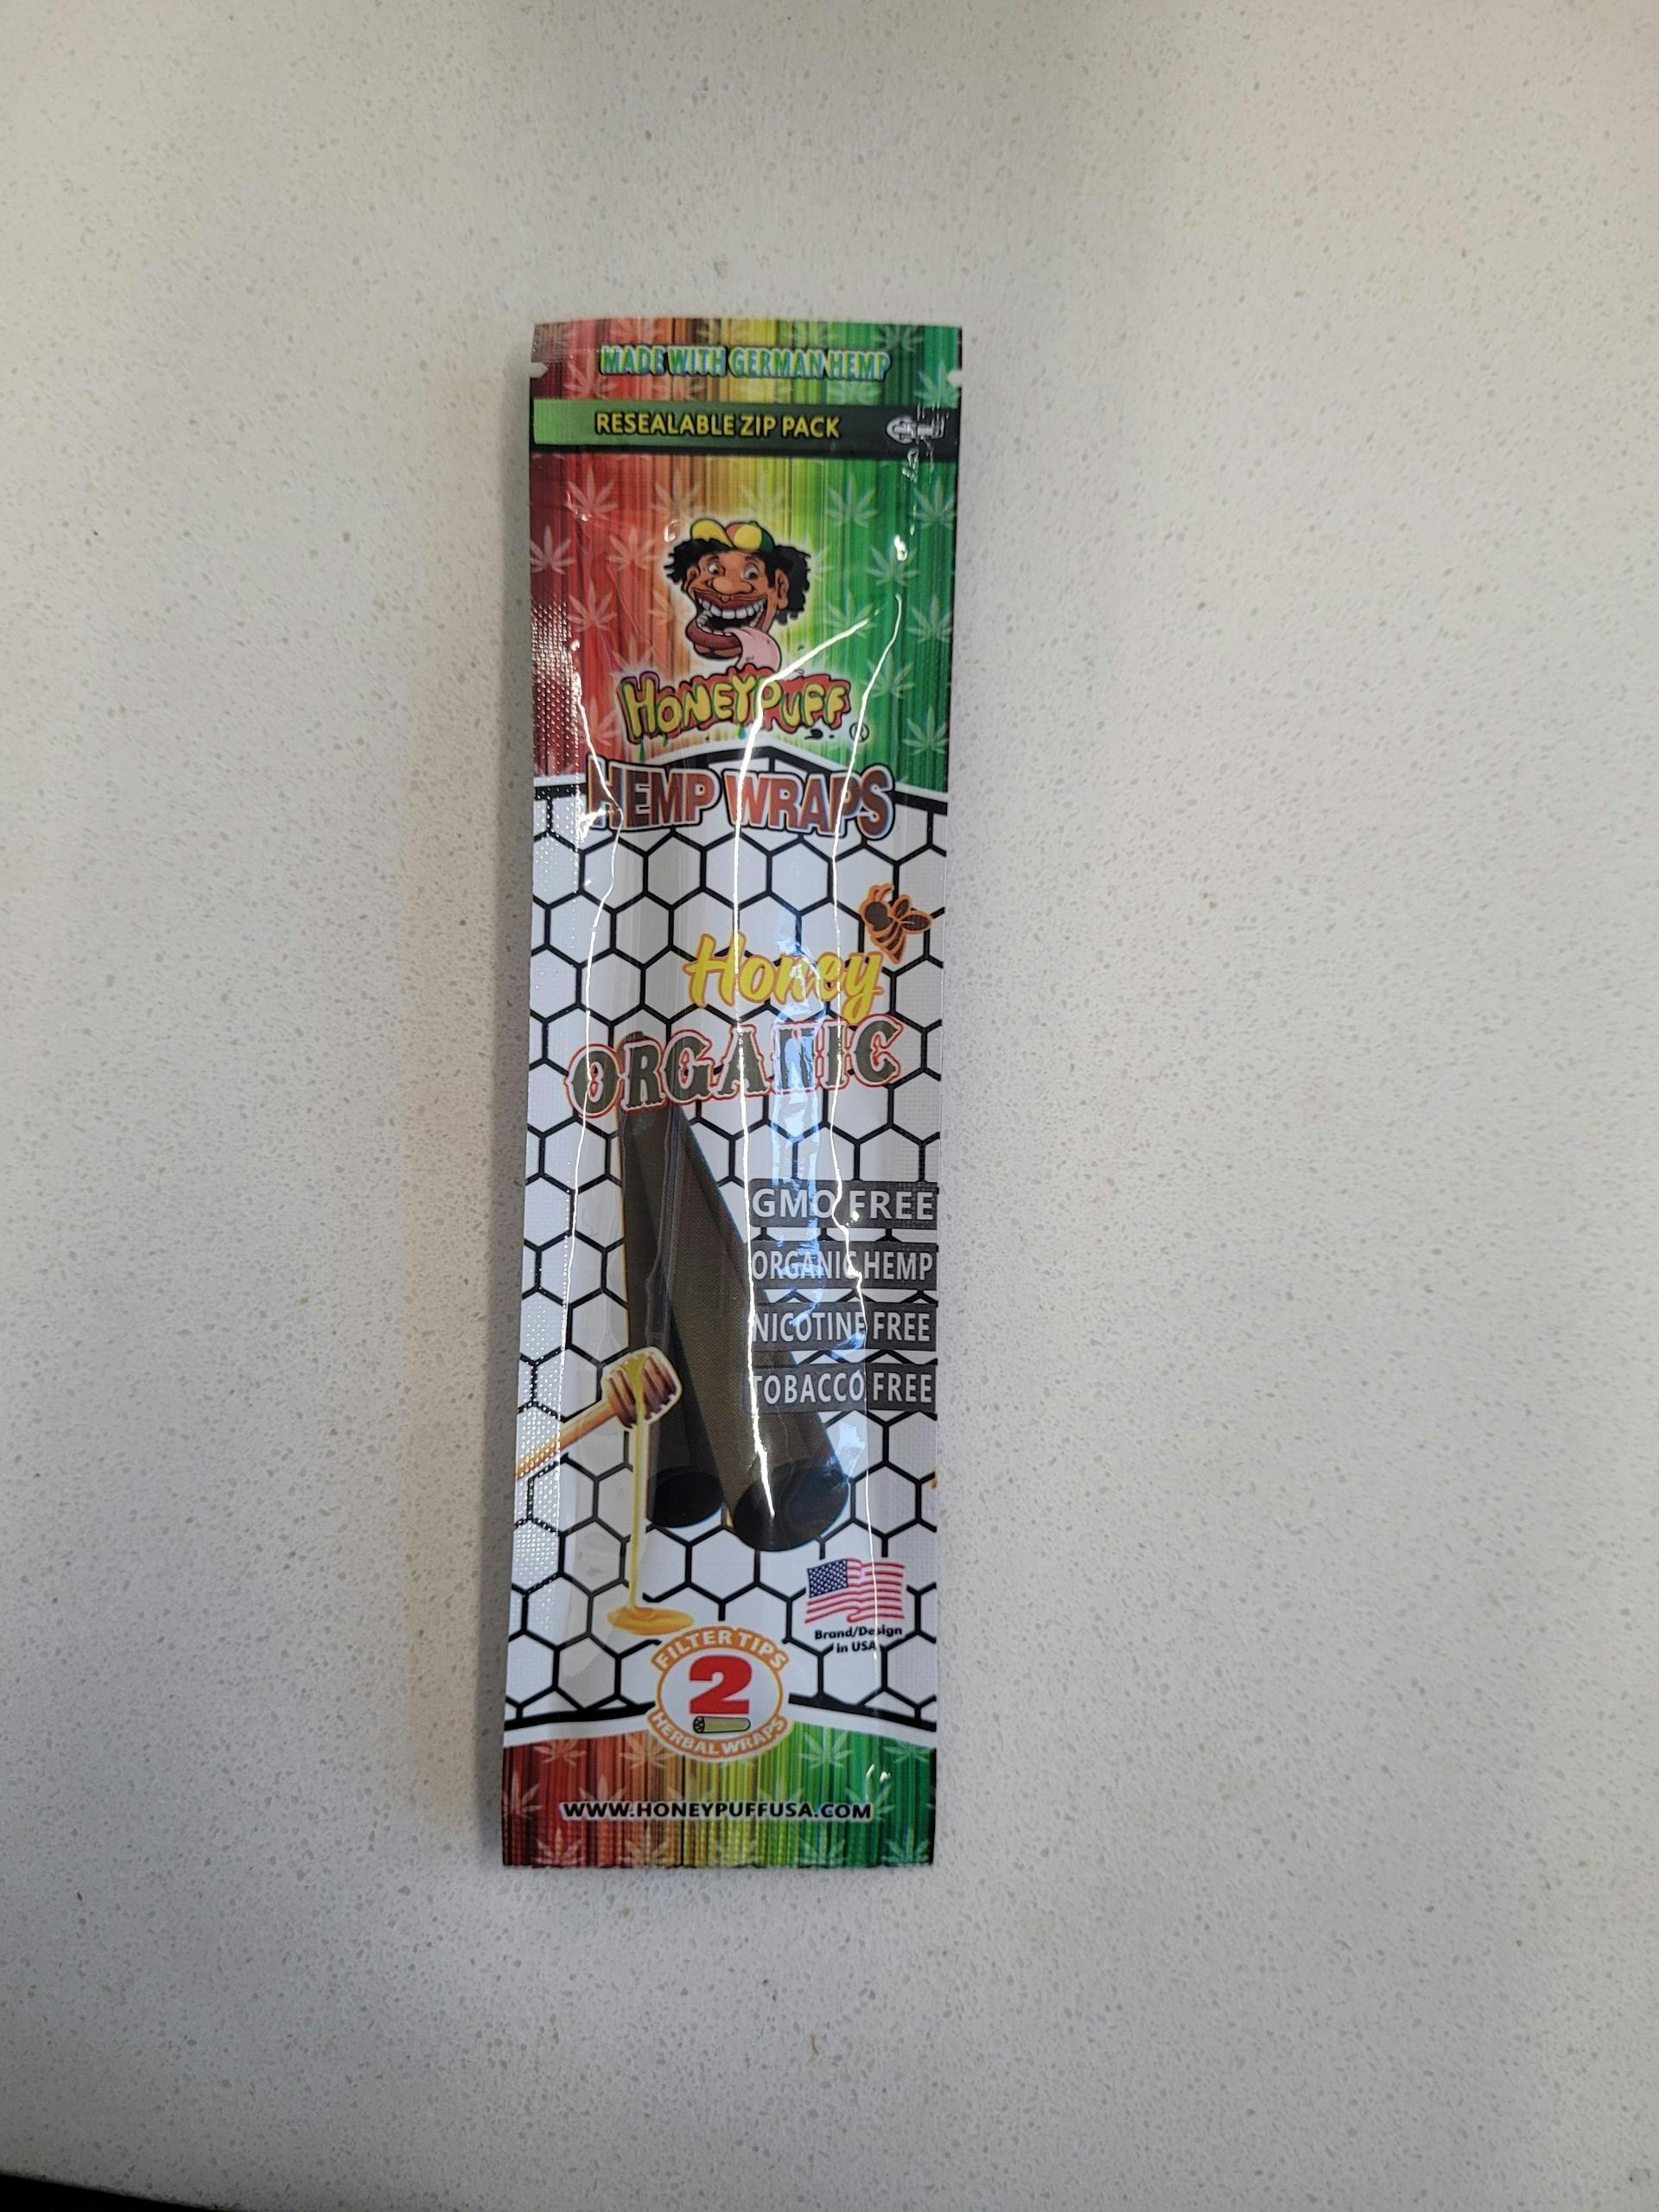 MADE WITH GERMAN HEMP
RESEALABLE ZIP PACK
HONEYPUFF ®
HEMP WRAPS
Honey
ORGANIC
GMO FREE
ORGANIC HEMP
NICOTINE FREE
TOBACCO FREE
Brand/Design
in USA
FILTER TIPS
2
HERBAL WRAPS
WWW.HONEYPUFFUSA.COM